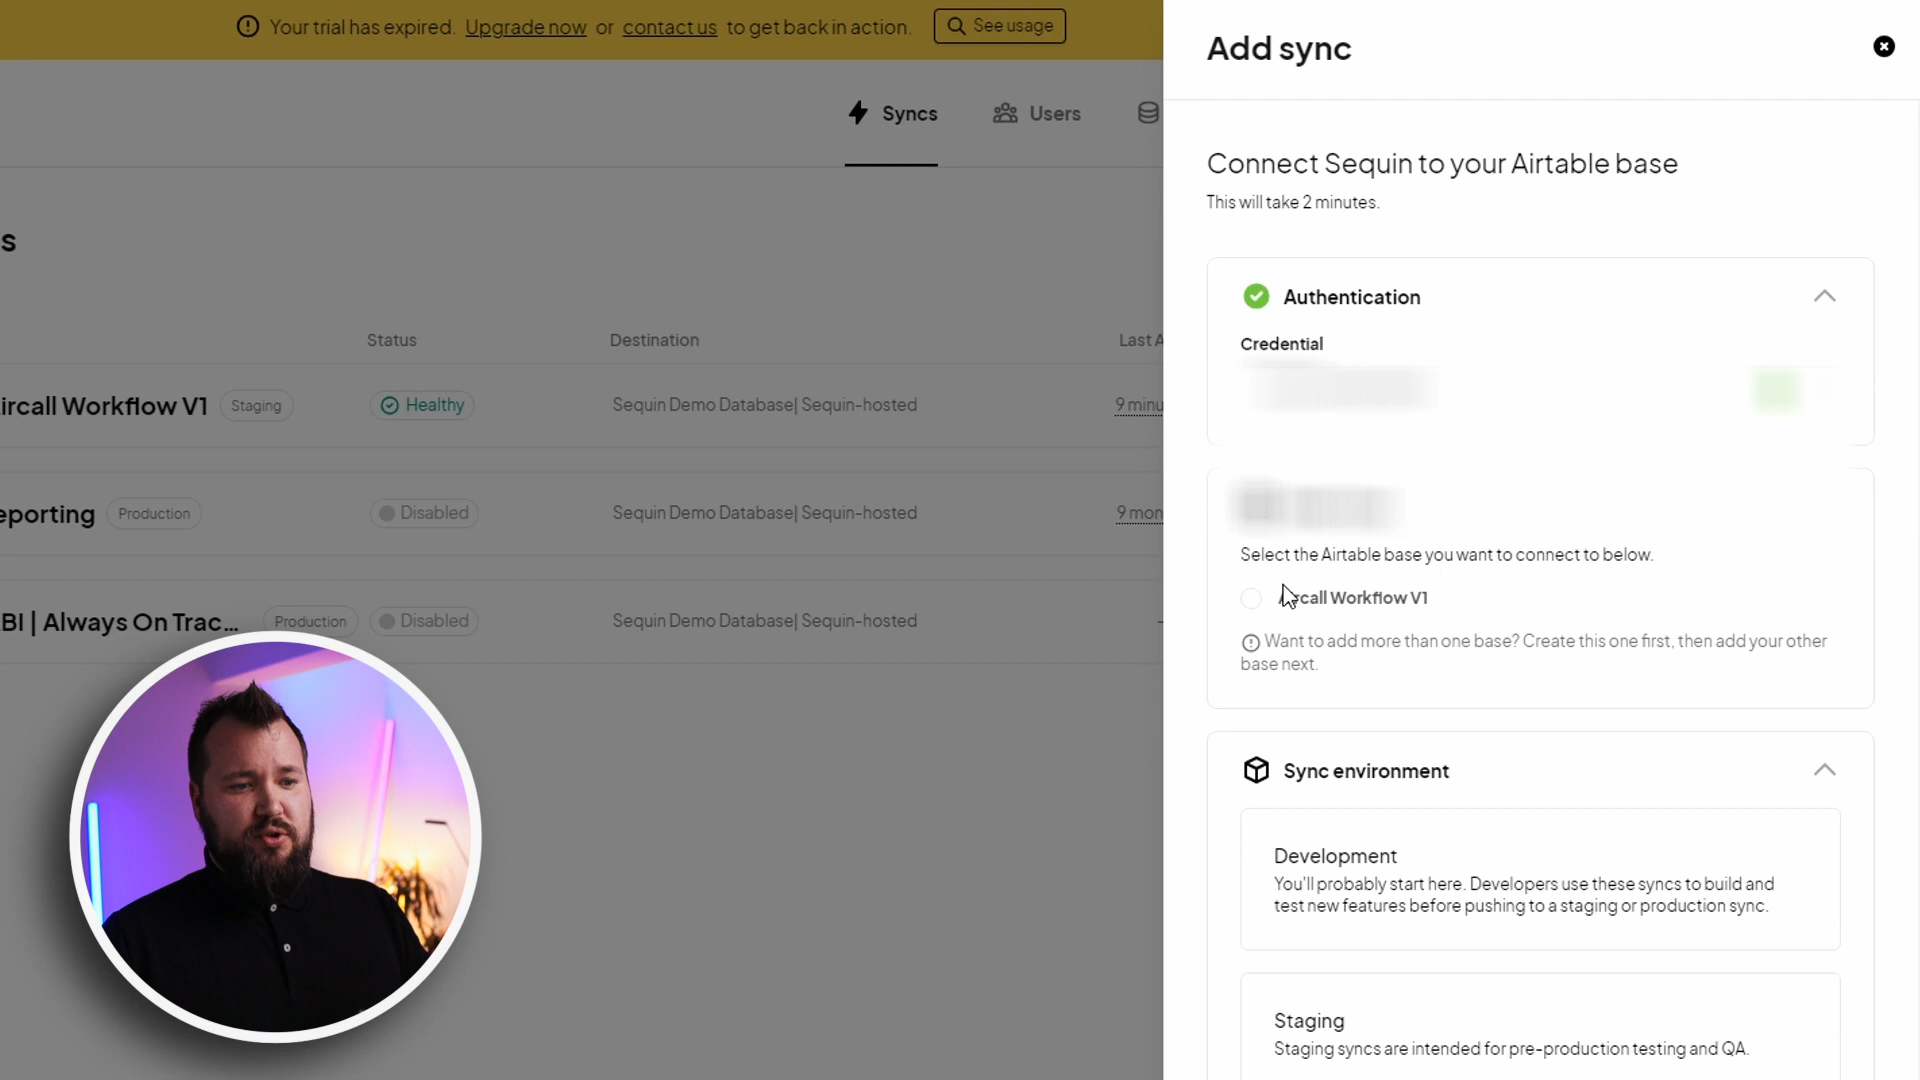 Your trial has expired. Upgrade now or contact us to get back in action. See usage
Add sync
Syncs Users
Connect Sequin to your Airtable base
This will take 2 minutes.
s
Authentication
Credential
Status Destination Last A
ircall Workflow V1 Staging Healthy Sequin Demo Database| Sequin-hosted 9 minu
eporting Production Disabled Sequin Demo Database| Sequin-hosted 9 mon
BI | Always On Trac... Production Disabled Sequin Demo Database| Sequin-hosted –
Select the Airtable base you want to connect to below.
Aircall Workflow V1
Want to add more than one base? Create this one first, then add your other
base next.
Sync environment
Development
You'll probably start here. Developers use these syncs to build and
test new features before pushing to a staging or production sync.
Staging
Staging syncs are intended for pre-production testing and QA.